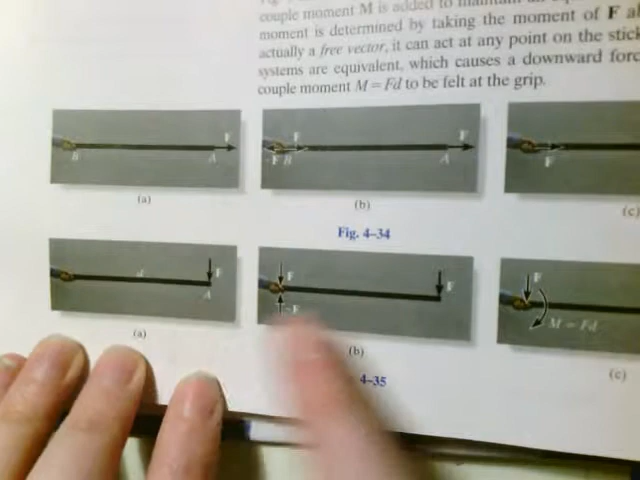 couple moment M is added to maintain an
moment is determined by taking the moment of F
actually a free vector, it can act at any point on the stick
systems are equivalent, which causes a downward
couple moment M = Fd to be felt at the grip.
F
B
A
F
F
-F B
A
F
(a)
(b)
(c)
Fig. 4–34
d
F
A
F
-F
F
F
M = Fd
(a)
(b)
(c)
4–35